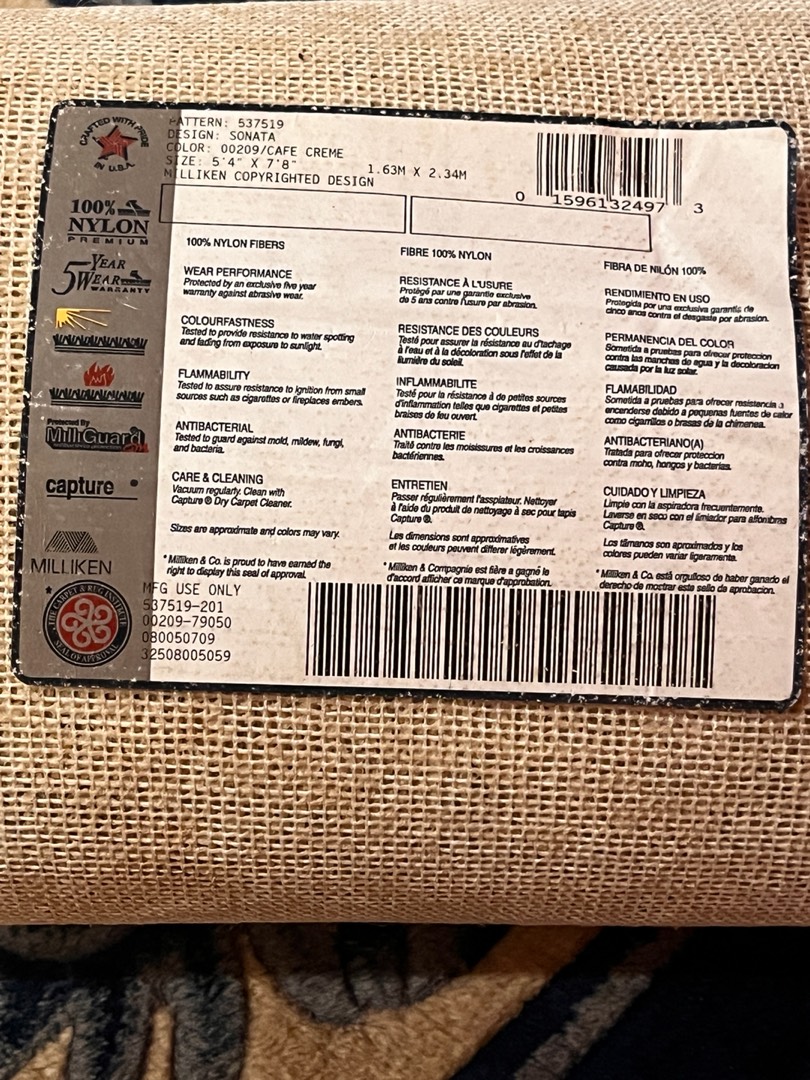 CRAFTED WITH PRIDE
IN U.S.A.
100%
NYLON
PREMIUM
5 YEAR
WEAR
WARRANTY
Protected By
MilliGuard
capture
MILLIKEN
THE CARPET & RUG INSTITUTE
SEAL OF APPROVAL
PATTERN: 537519
DESIGN: SONATA
COLOR: 00209/CAFE CREME
SIZE: 5'4" X 7'8" 1.63M X 2.34M
MILLIKEN COPYRIGHTED DESIGN
0 1596132497 3
100% NYLON FIBERS
WEAR PERFORMANCE
Protected by an exclusive five year
warranty against abrasive wear.
COLOURFASTNESS
Tested to provide resistance to water spotting
and fading from exposure to sunlight.
FLAMMABILITY
Tested to assure resistance to ignition from small
sources such as cigarettes or fireplaces embers.
ANTIBACTERIAL
Tested to guard against mold, mildew, fungi,
and bacteria.
CARE & CLEANING
Vacuum regularly. Clean with
Capture ® Dry Carpet Cleaner.
Sizes are approximate and colors may vary.
* Milliken & Co. is proud to have earned the
right to display this seal of approval.
FIBRE 100% NYLON
RESISTANCE À L'USURE
Protégé par une garantie exclusive
de 5 ans contre l'usure par abrasion.
RESISTANCE DES COULEURS
Testé pour assurer la résistance au d'tachage
à l'eau et à la décoloration sous l'effet de la
llumière du soleil.
INFLAMMABILITE
Testé pour la résistance à de petites sources
d'inflammation telles que cigarettes et petites
braises de feu ouvert.
ANTIBACTERIE
Traité contre les moisissures et les croissances
bactériennes.
ENTRETIEN
Passer régulièrement l'asspiateur. Nettoyer
à l'aide du produit de nettoyage à sec pour tapis
Capture ®.
Les dimensions sont approximatives
et les couleurs peuvent differer légèrement.
* Milliken & Compagnie est fière a gagné le
d'accord afficher ce marque d'approbation.
FIBRA DE NILÓN 100%
RENDIMIENTO EN USO
Protegida por una exclusiva garantís de
cinco anos contra el desgaste por abrasion.
PERMANENCIA DEL COLOR
Sometida a pruebas para ofrecer proteccion
contra las manchas de agua y la decoloracion
causada por la luz solar.
FLAMABILIDAD
Sometida a pruebas para ofrecer resistencia a
encenderse debido a pequenas fuentes de calor
como cigarrillos o brasas de la chimenea.
ANTIBACTERIANO(A)
Tratada para ofrecer proteccion
contra moho, hongos y bacterias.
CUIDADO Y LIMPIEZA
Limpie con la aspiradora frecuentemente.
Laverse en seco con el limiador para alfombras
Capture ®.
Los támanos son aproximados y los
colores pueden variar ligeramente.
* Milliken & Co. está orgulloso de haber ganado el
derecho de mostrar este sello de aprobacion.
MFG USE ONLY
537519-201
00209-79050
080050709
32508005059